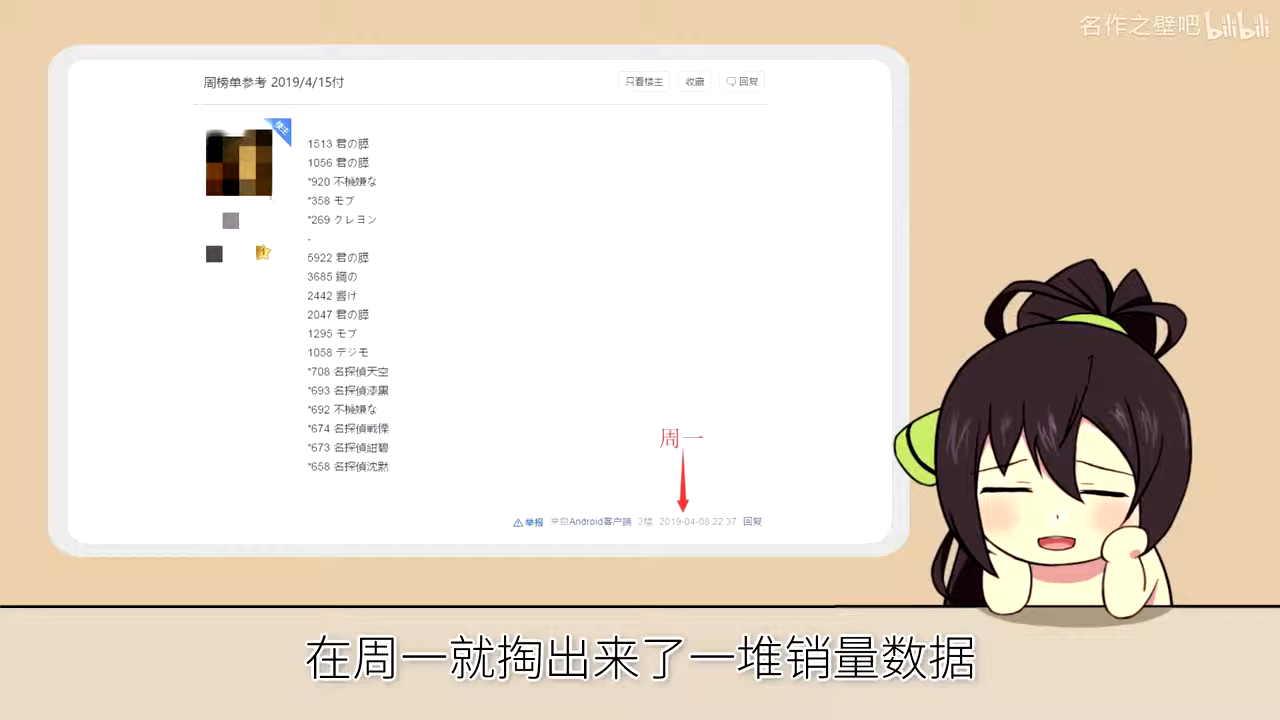 名作之壁吧 bilibili
周榜单参考 2019/4/15付
只看楼主 收藏 回复
楼主
1513 君の膵
1056 君の膵
*920 不機嫌な
*358 モブ
*269 クレヨン
-
5922 君の膵
3685 鋼の
2442 響け
2047 君の膵
1295 モブ
1058 デジモ
*708 名探偵天空
*693 名探偵漆黒
*692 不機嫌な
*674 名探偵戦慄
*673 名探偵紺碧
*658 名探偵沈黙
周一
举报 来自Android客户端 2楼 2019-04-08 22:37 回复
在周一就掏出来了一堆销量数据